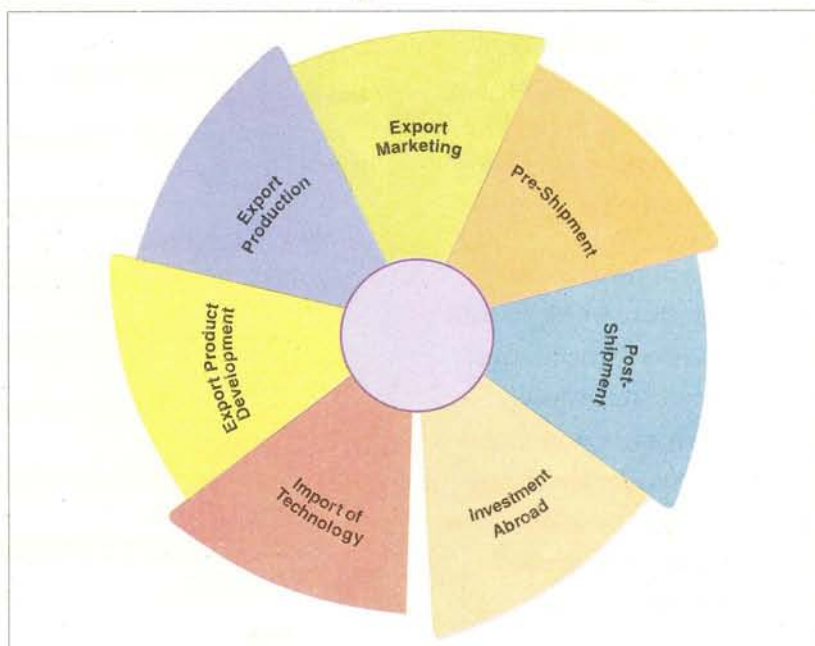 Export
Marketing
Pre-Shipment
Post-
Shipment
Investment
Abroad
Import of
Technology
Export Product
Development
Export
Production